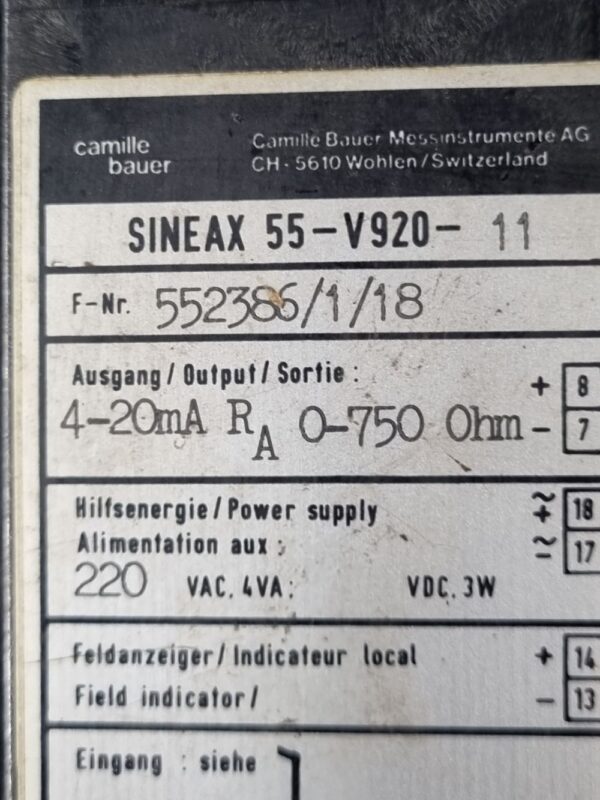 camille
bauer
Camille Bauer Messinstrumente AG
CH - 5610 Wohlen / Switzerland
SINEAX 55-V920- 11
F-Nr. 552386/1/18
Ausgang / Output / Sortie :
4-20mA RA 0-750 Ohm
+ 8
- 7
Hilfsenergie / Power supply
Alimentation aux :
220 VAC. 4VA: VDC. 3W
≂ + 18
≂ - 17
Feldanzeiger / Indicateur local + 14
Field indicator / - 13
Eingang : siehe